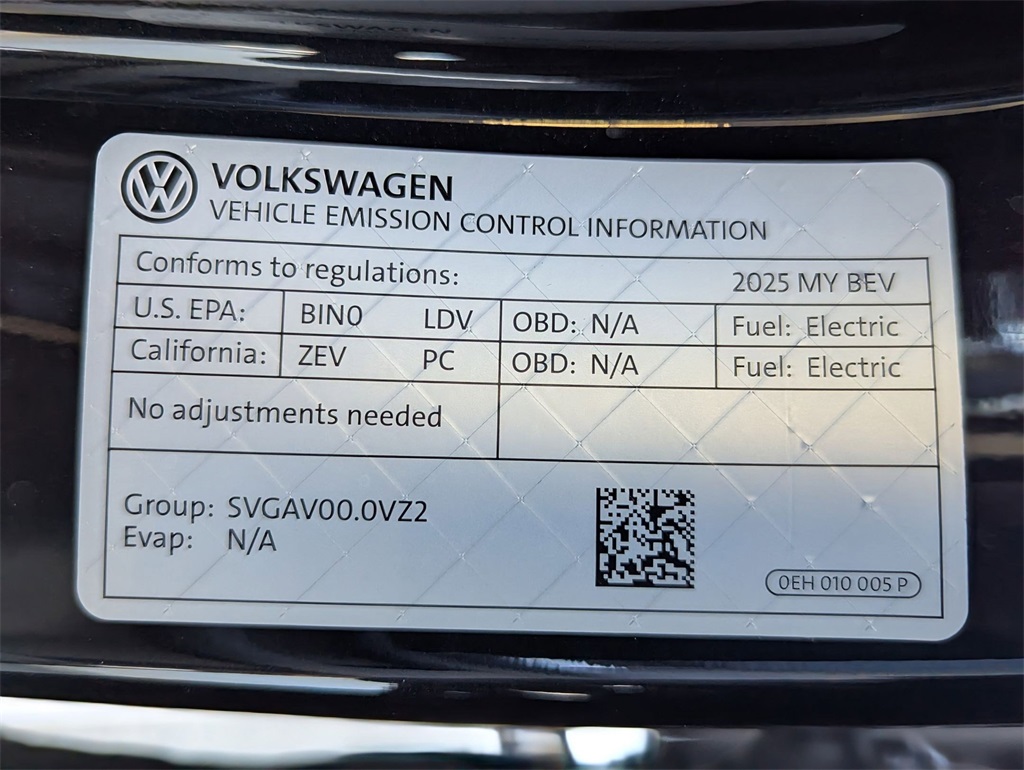 VOLKSWAGEN
VEHICLE EMISSION CONTROL INFORMATION
Conforms to regulations: 2025 MY BEV
U.S. EPA: BIN0 LDV OBD: N/A Fuel: Electric
California: ZEV PC OBD: N/A Fuel: Electric
No adjustments needed
Group: SVGAV00.0VZ2
Evap: N/A
0EH 010 005 P